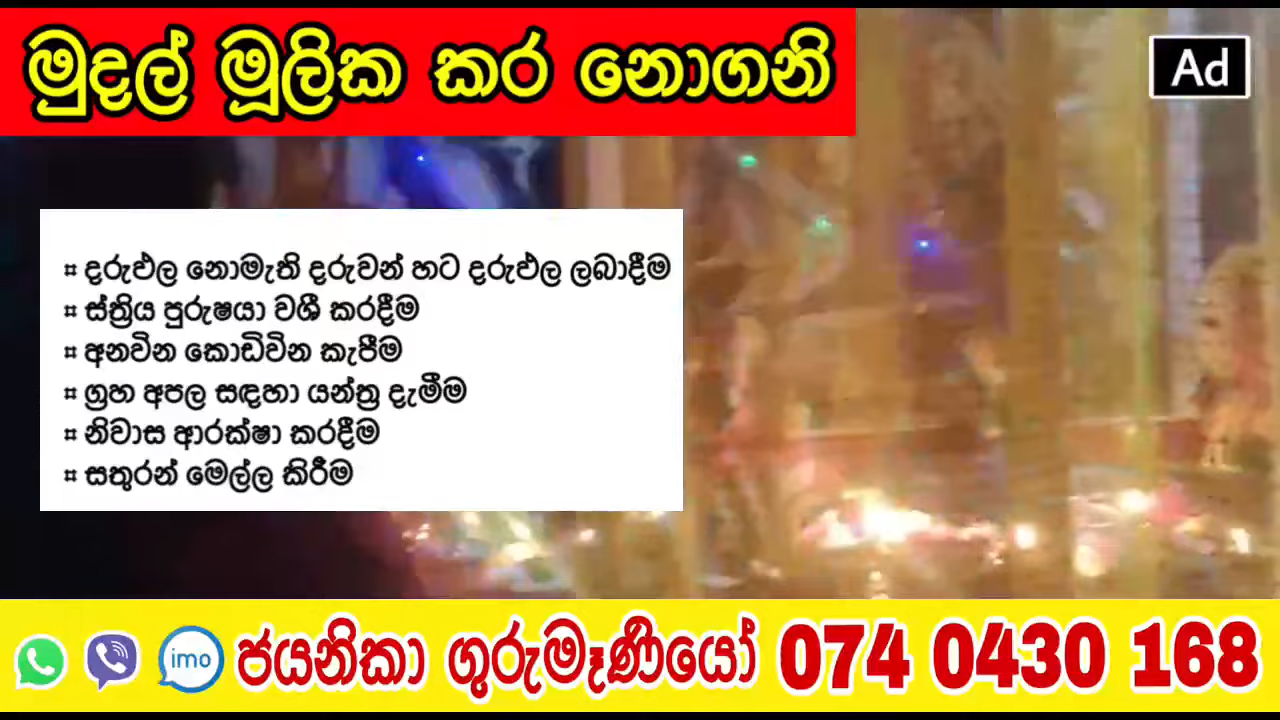 මුදල් මූලික කර නොගනි
Ad
⌗ දරුඵල නොමැති දරුවන් හට දරුඵල ලබාදීම
⌗ ස්ත්‍රිය පුරුෂයා වශී කරදීම
⌗ අනවින කොඩිවින කැපීම
⌗ ග්‍රහ අපල සඳහා යන්ත්‍ර දැමීම
⌗ නිවාස ආරක්ෂා කරදීම
⌗ සතුරන් මෙල්ල කිරීම
imo ජයනිකා ගුරුමෑණියෝ 074 0430 168